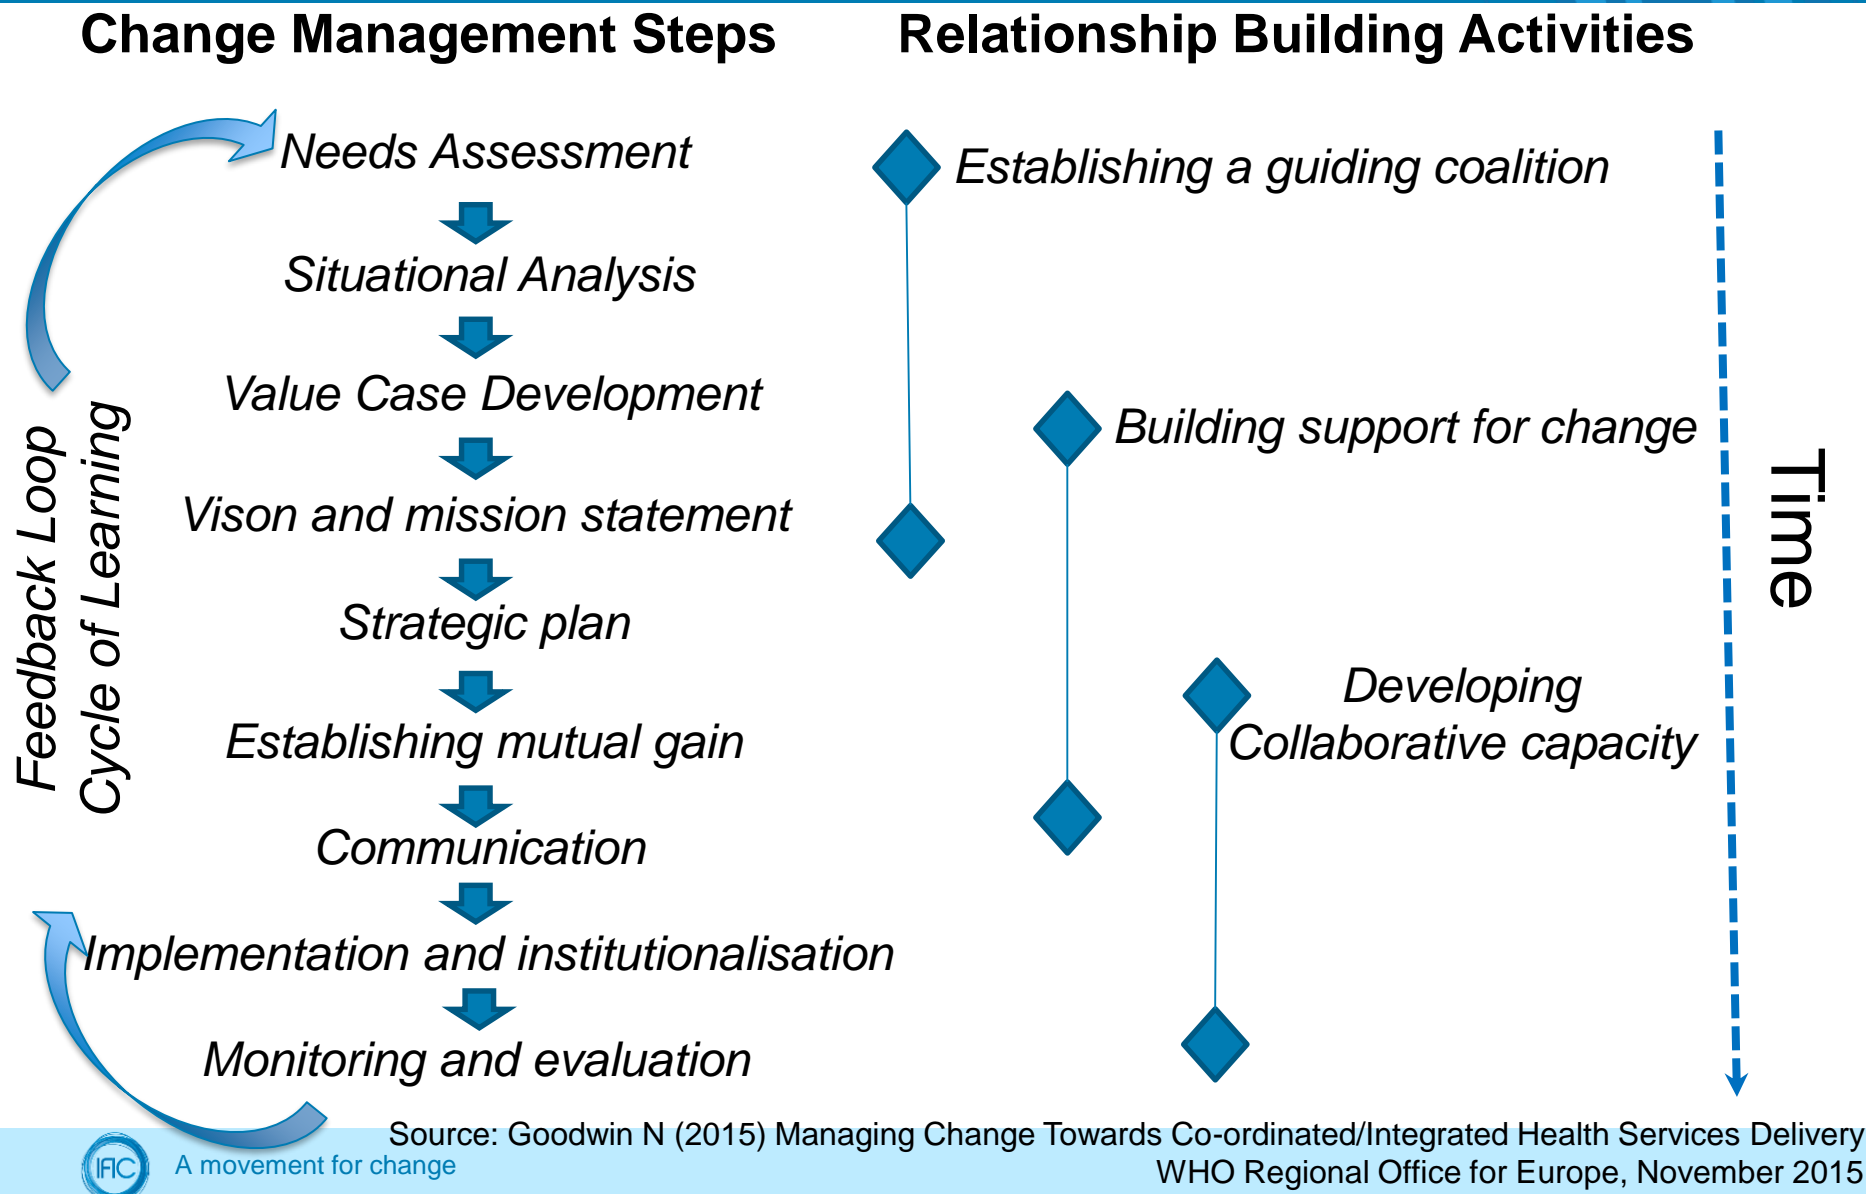 Change Management Steps
Relationship Building Activities
Needs Assessment
Situational Analysis
Value Case Development
Vison and mission statement
Strategic plan
Establishing mutual gain
Communication
Implementation and institutionalisation
Monitoring and evaluation
Feedback Loop
Cycle of Learning
Establishing a guiding coalition
Building support for change
Developing
Collaborative capacity
Time
Source: Goodwin N (2015) Managing Change Towards Co-ordinated/Integrated Health Services Delivery
WHO Regional Office for Europe, November 2015
IFIC
A movement for change